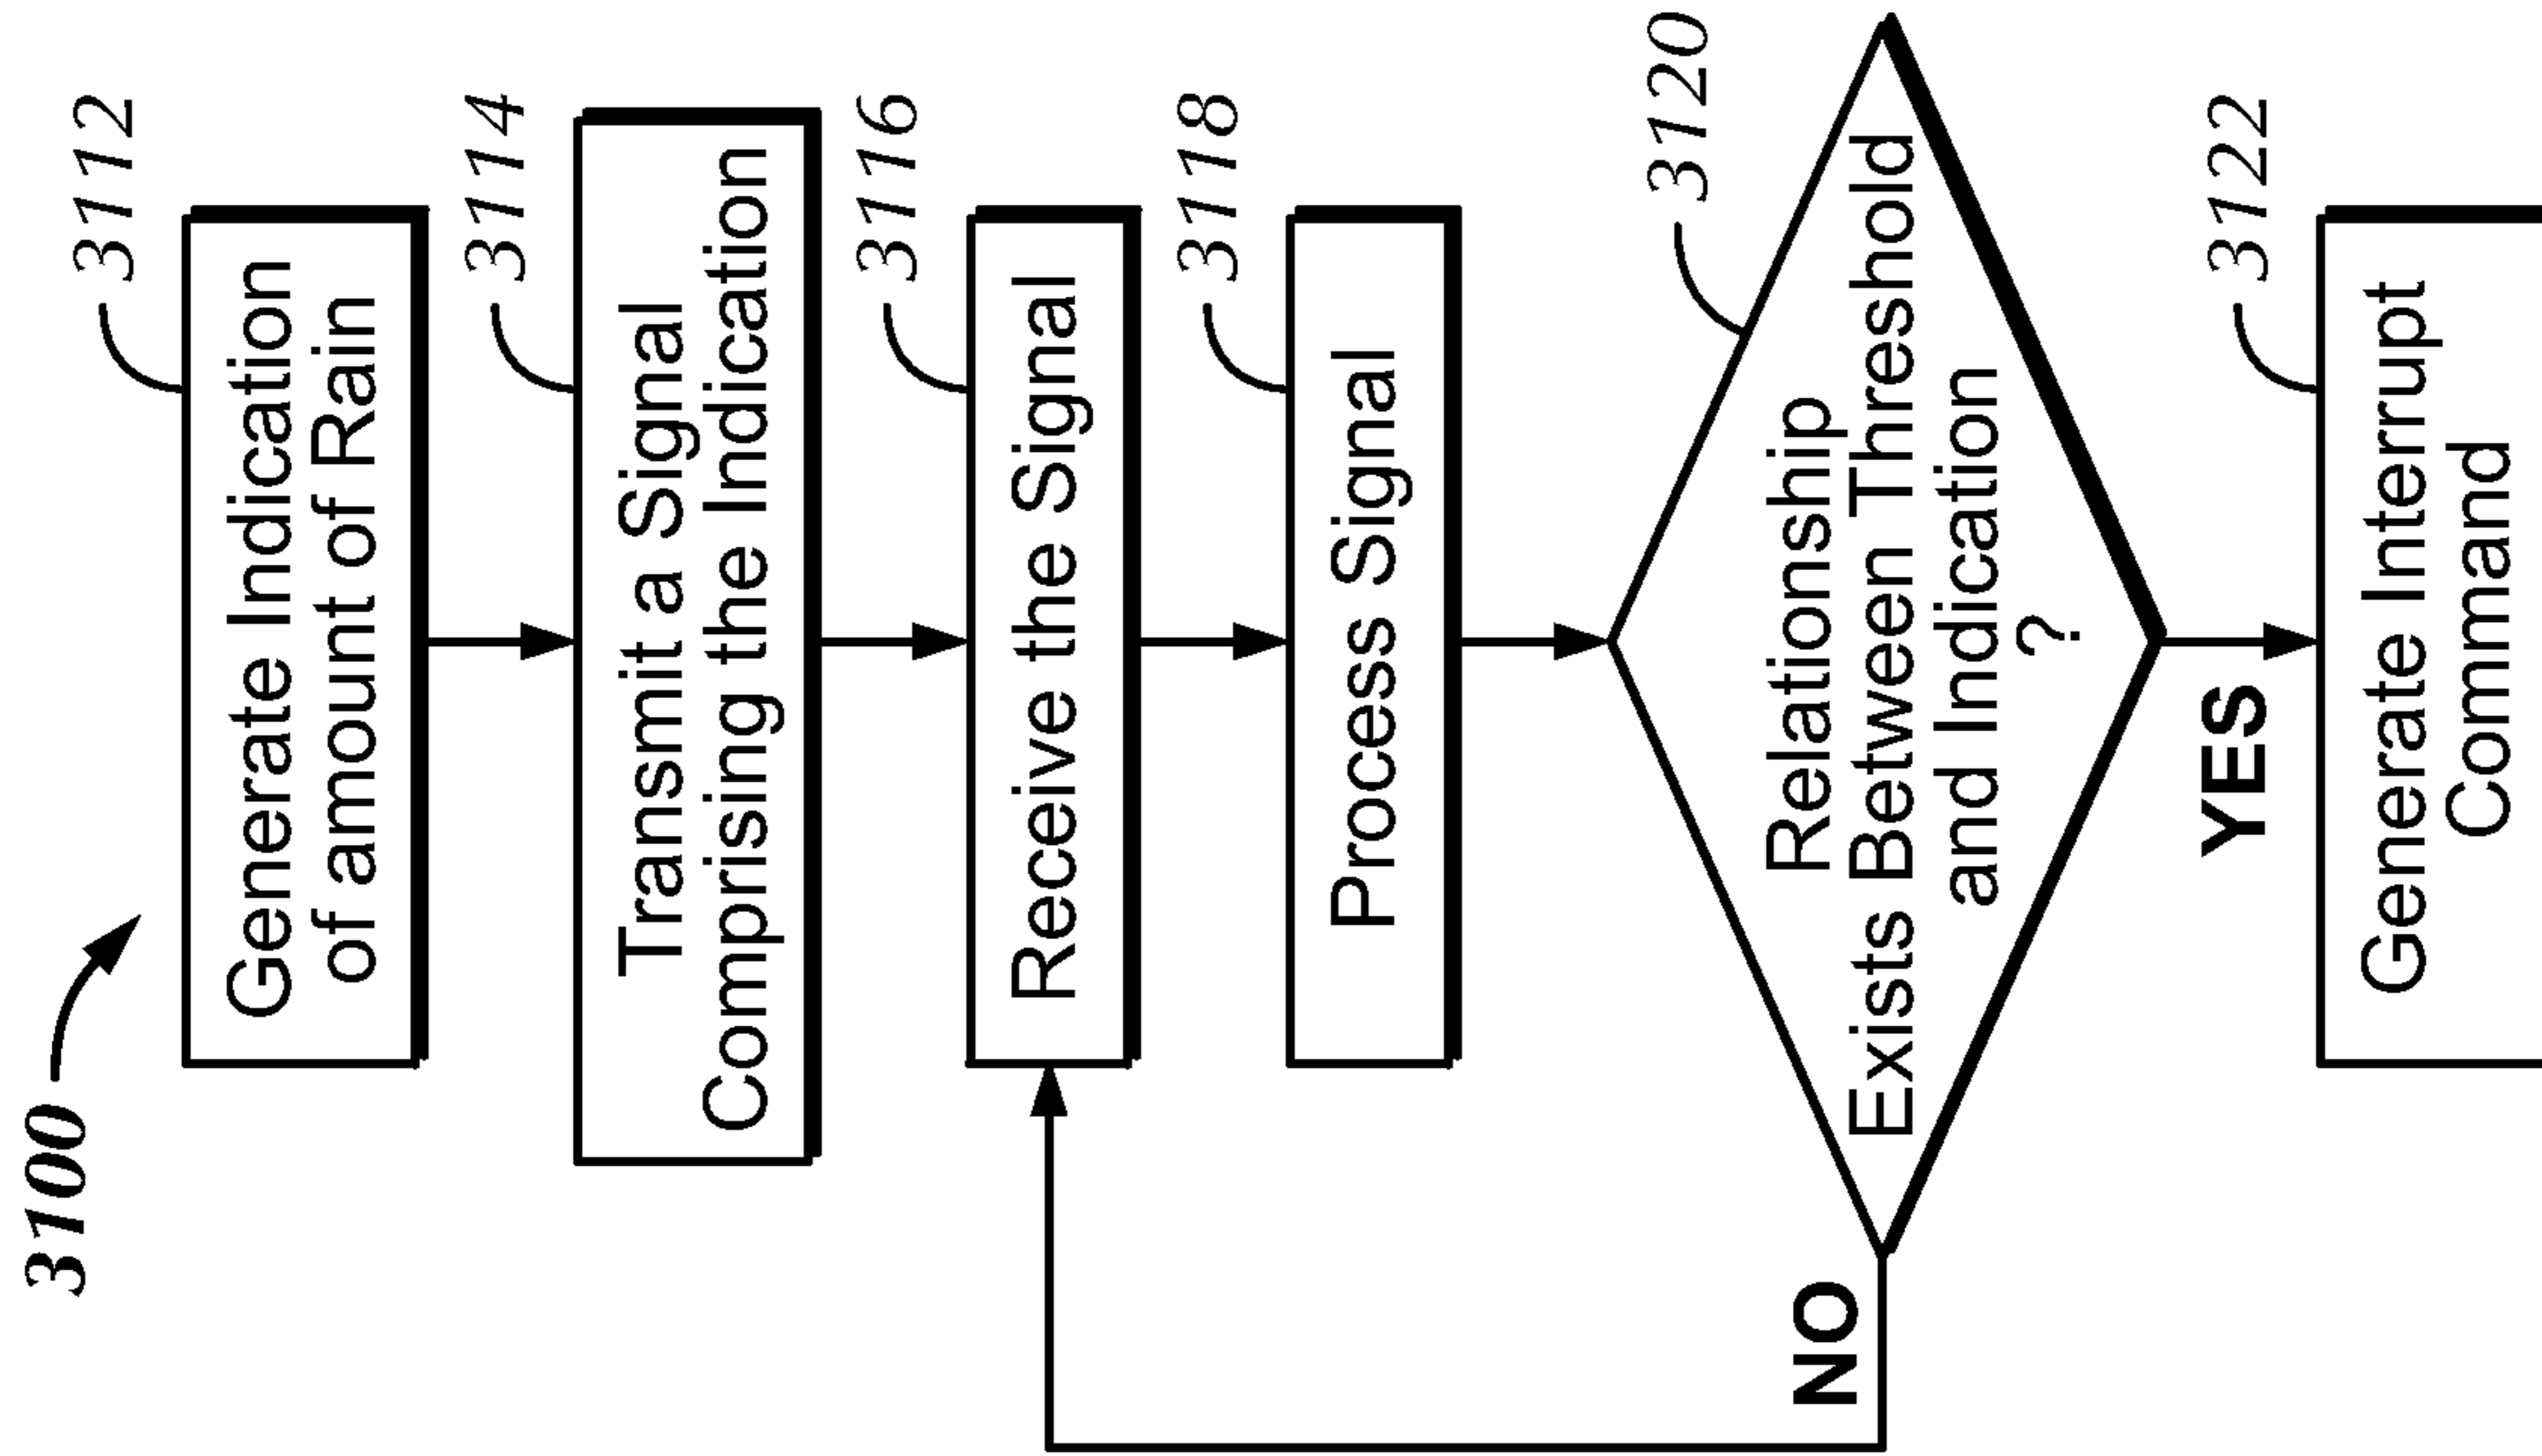 3100
3112
Generate Indication
of amount of Rain
3114
Transmit a Signal
Comprising the Indication
3116
Receive the Signal
3118
Process Signal
3120
Relationship
Exists Between Threshold
and Indication
?
NO
YES
3122
Generate Interrupt
Command